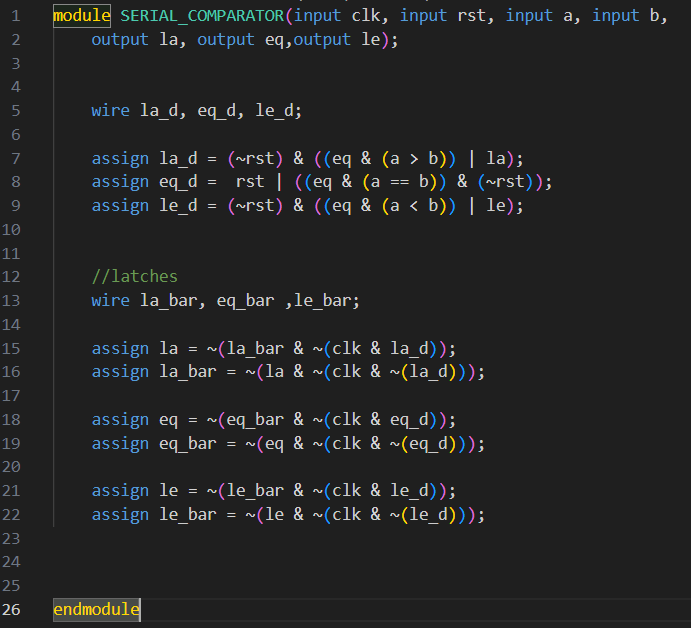 1 module SERIAL_COMPARATOR(input clk, input rst, input a, input b,
2 output la, output eq,output le);
3
4
5 wire la_d, eq_d, le_d;
6
7 assign la_d = (~rst) & ((eq & (a > b)) | la);
8 assign eq_d =  rst | ((eq & (a == b)) & (~rst));
9 assign le_d = (~rst) & ((eq & (a < b)) | le);
10
11
12 //latches
13 wire la_bar, eq_bar ,le_bar;
14
15 assign la = ~(la_bar & ~(clk & la_d));
16 assign la_bar = ~(la & ~(clk & ~(la_d)));
17
18 assign eq = ~(eq_bar & ~(clk & eq_d));
19 assign eq_bar = ~(eq & ~(clk & ~(eq_d)));
20
21 assign le = ~(le_bar & ~(clk & le_d));
22 assign le_bar = ~(le & ~(clk & ~(le_d)));
23
24
25
26 endmodule